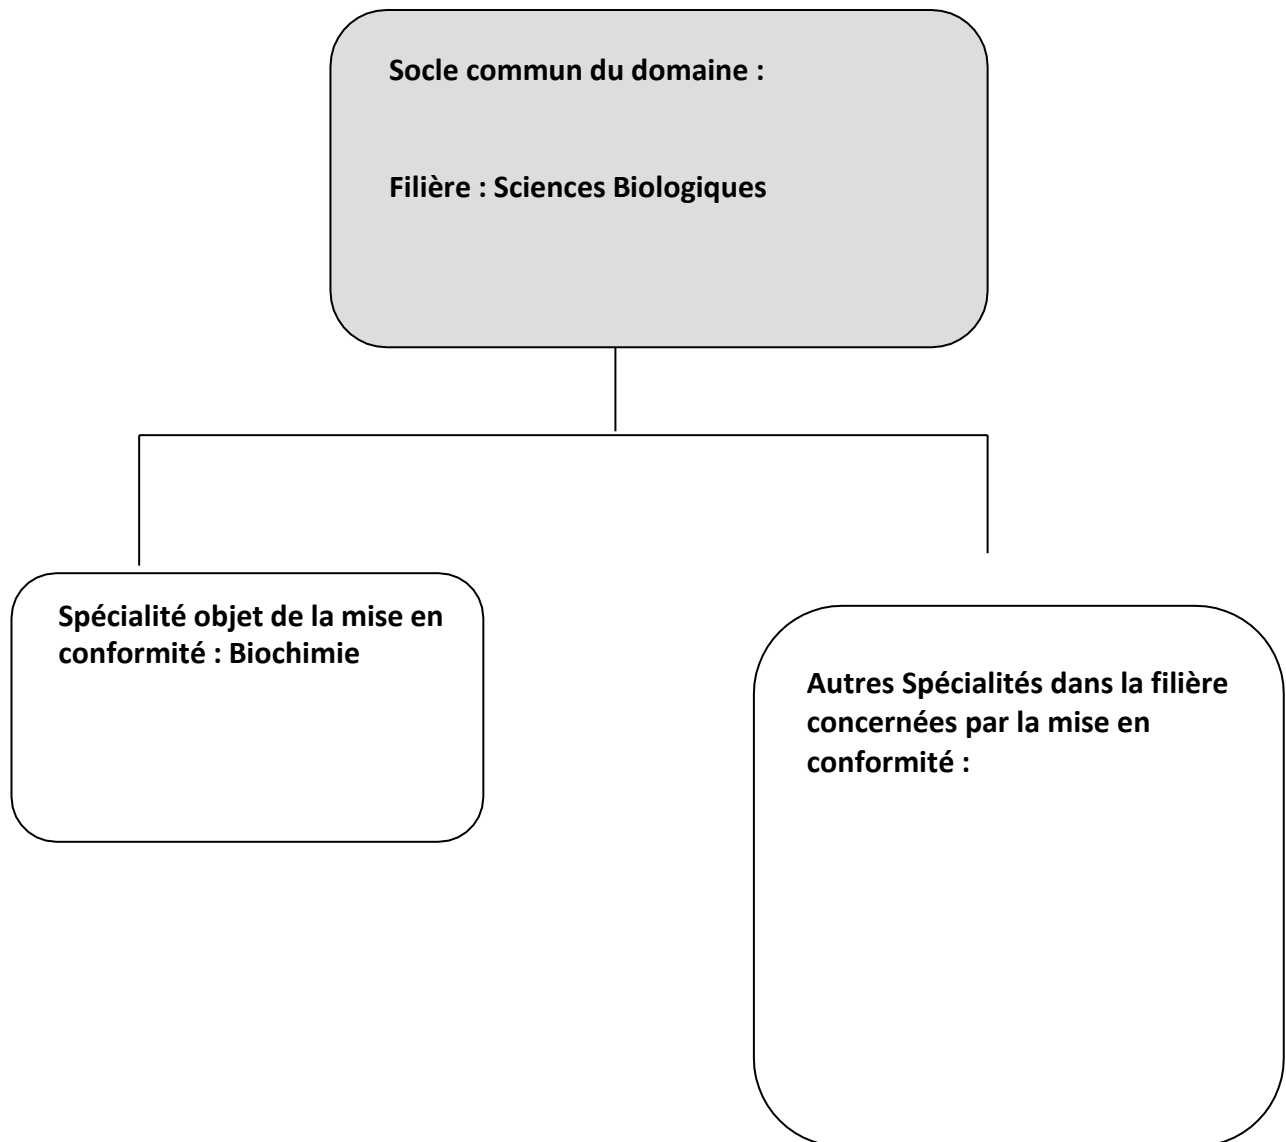 Socle commun du domaine :
Filière : Sciences Biologiques
Spécialité objet de la mise en
conformité : Biochimie
Autres Spécialités dans la filière
concernées par la mise en
conformité :